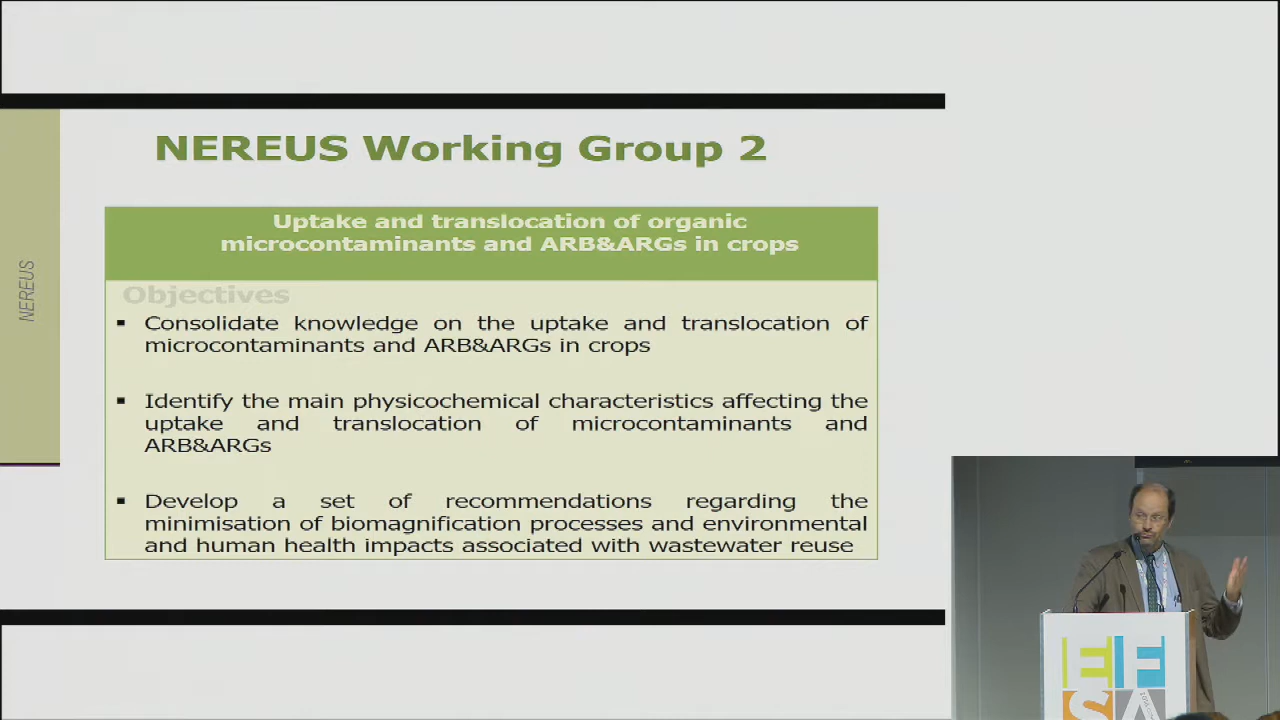 NEREUS Working Group 2
NEREUS
Uptake and translocation of organic
microcontaminants and ARB&ARGs in crops
Objectives
▪ Consolidate knowledge on the uptake and translocation of
microcontaminants and ARB&ARGs in crops
▪ Identify the main physicochemical characteristics affecting the
uptake and translocation of microcontaminants and
ARB&ARGs
▪ Develop a set of recommendations regarding the
minimisation of biomagnification processes and environmental
and human health impacts associated with wastewater reuse
EF
SA